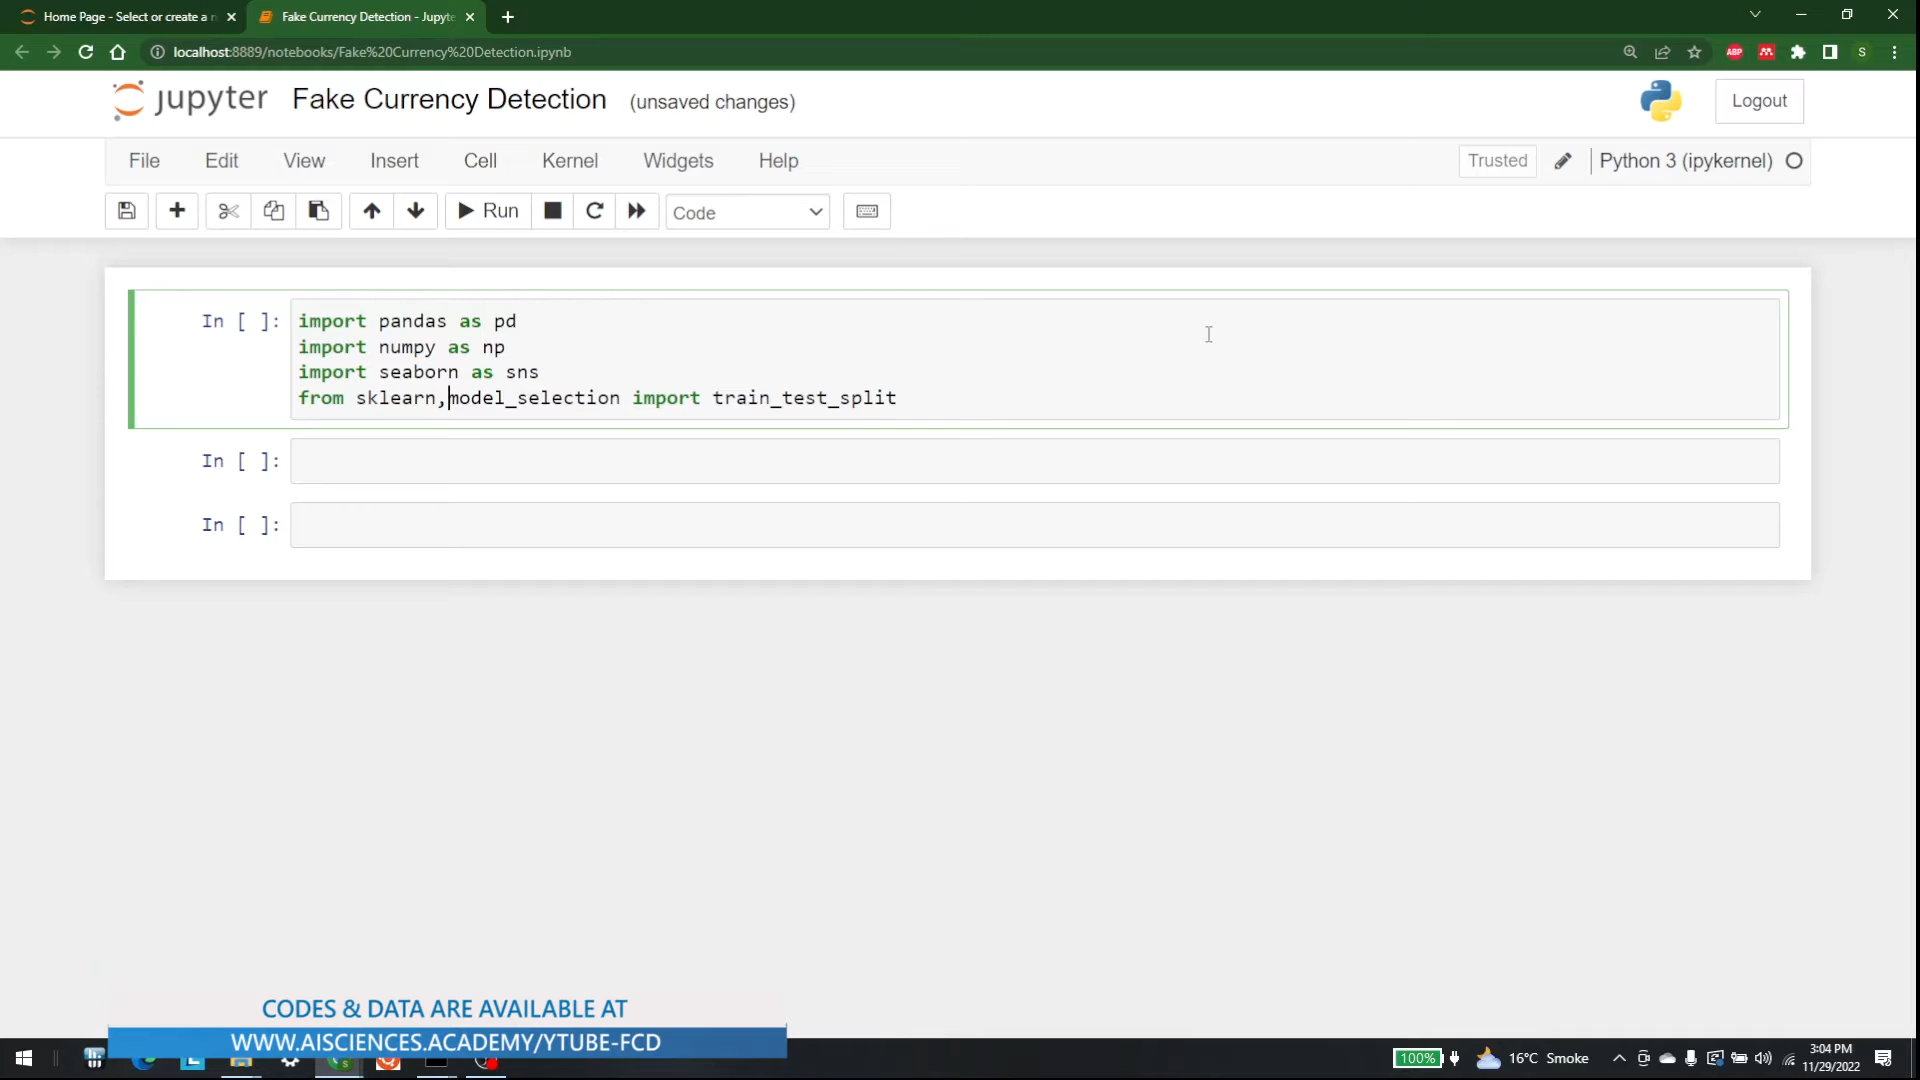 Home Page - Select or create a n
Fake Currency Detection - Jupyte
localhost:8889/notebooks/Fake%20Currency%20Detection.ipynb
ABP
S
jupyter Fake Currency Detection (unsaved changes)
Logout
File Edit View Insert Cell Kernel Widgets Help
Trusted Python 3 (ipykernel)
Run Code
In [ ]: import pandas as pd
import numpy as np
import seaborn as sns
from sklearn,model_selection import train_test_split
In [ ]:
In [ ]:
CODES & DATA ARE AVAILABLE AT
WWW.AISCIENCES.ACADEMY/YTUBE-FCD
100% 16°C Smoke 3:04 PM
11/29/2022